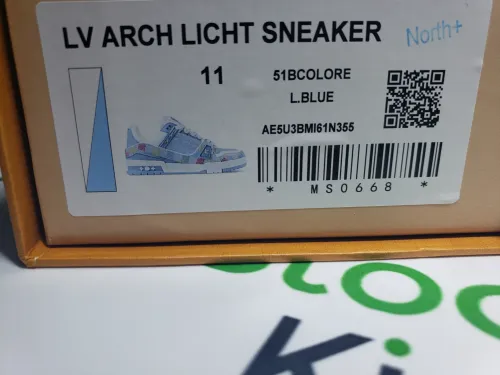 LV ARCH LICHT SNEAKER
North+
11
51BCOLORE
L.BLUE
AE5U3BMI61N355
* MS0668 *